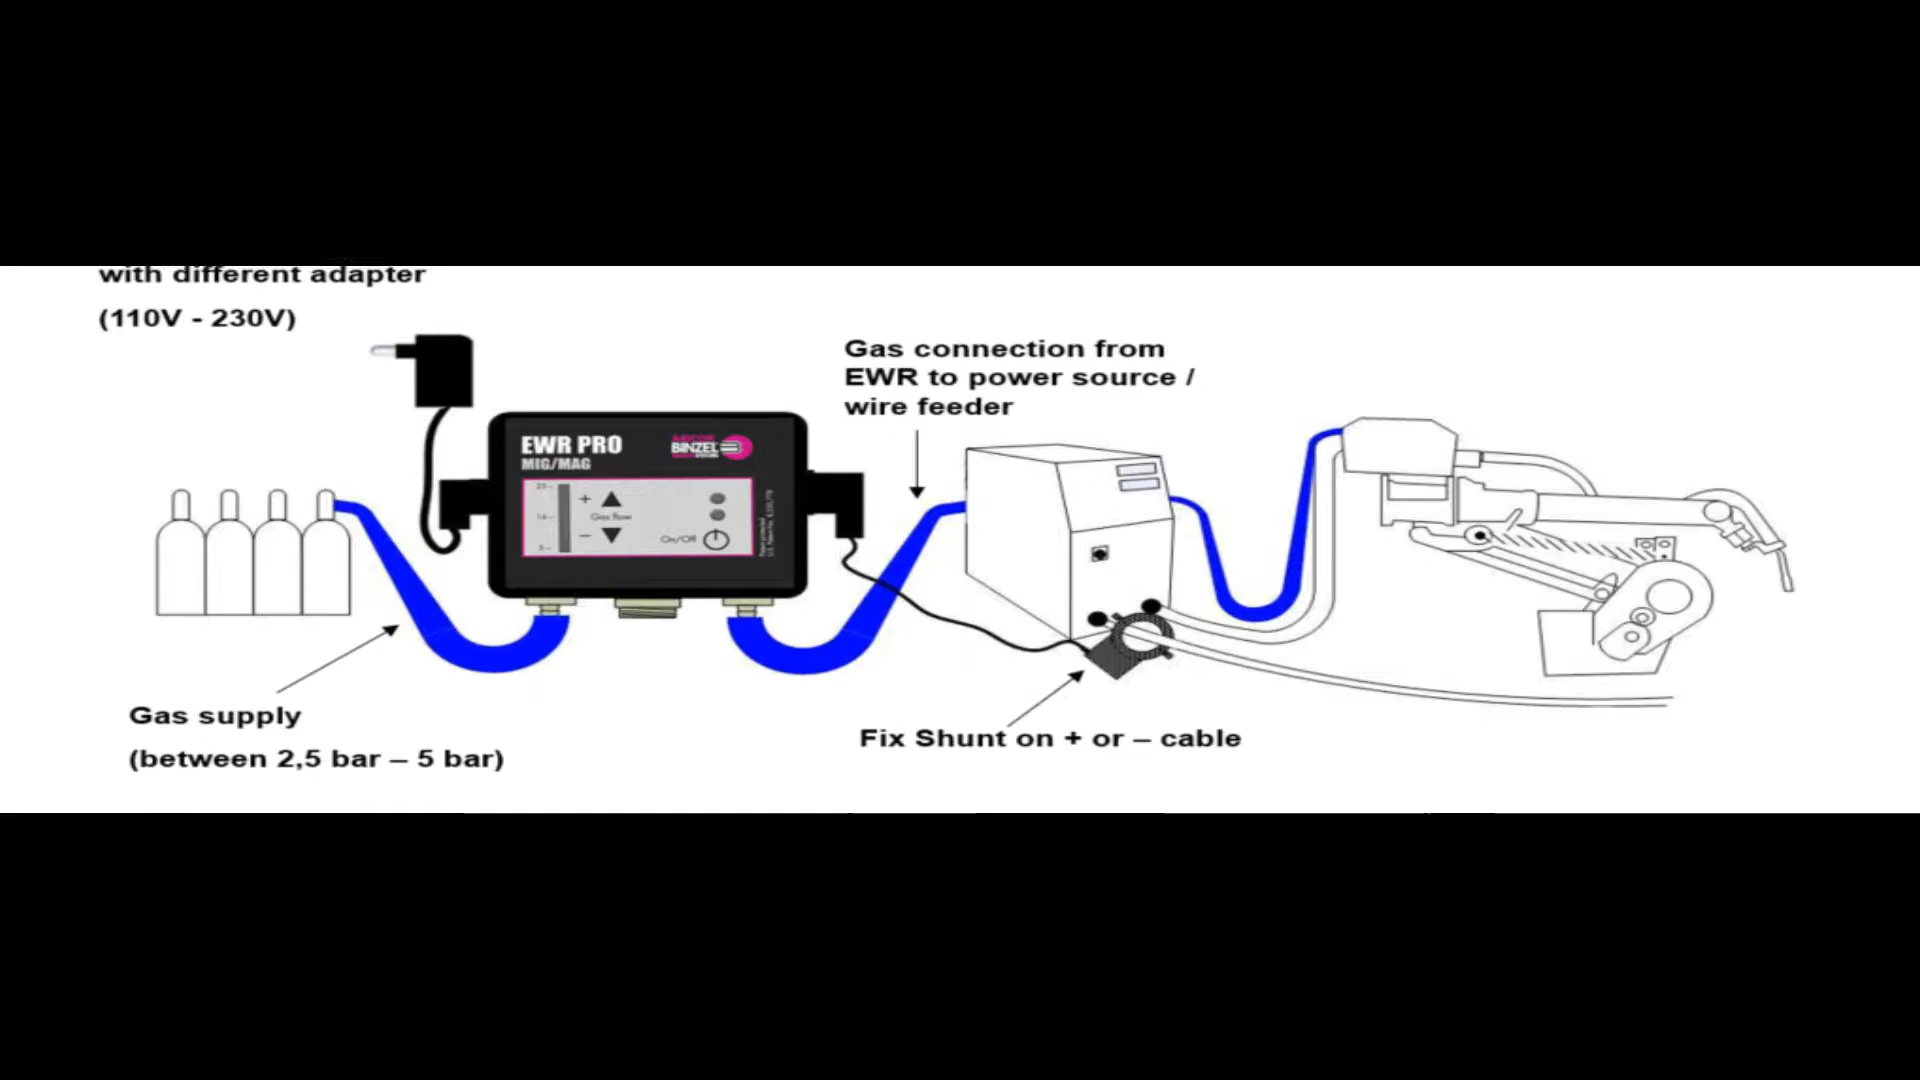 with different adapter
(110V - 230V)
Gas connection from
EWR to power source /
wire feeder
EWR PRO
MIG/MAG
BINZEL
+
Gas flow
–
On/Off
Gas supply
(between 2,5 bar – 5 bar)
Fix Shunt on + or – cable